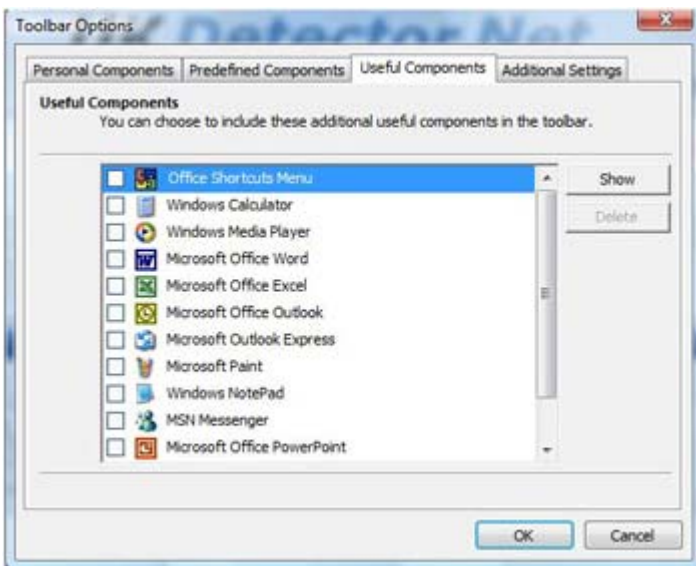 Toolbar Options
Detector Net
Personal Components Predefined Components Useful Components Additional Settings
Useful Components
You can choose to include these additional useful components in the toolbar.
Office Shortcuts Menu
Show
Windows Calculator
Delete
Windows Media Player
Microsoft Office Word
Microsoft Office Excel
Microsoft Office Outlook
Microsoft Outlook Express
Microsoft Paint
Windows NotePad
MSN Messenger
Microsoft Office PowerPoint
OK Cancel